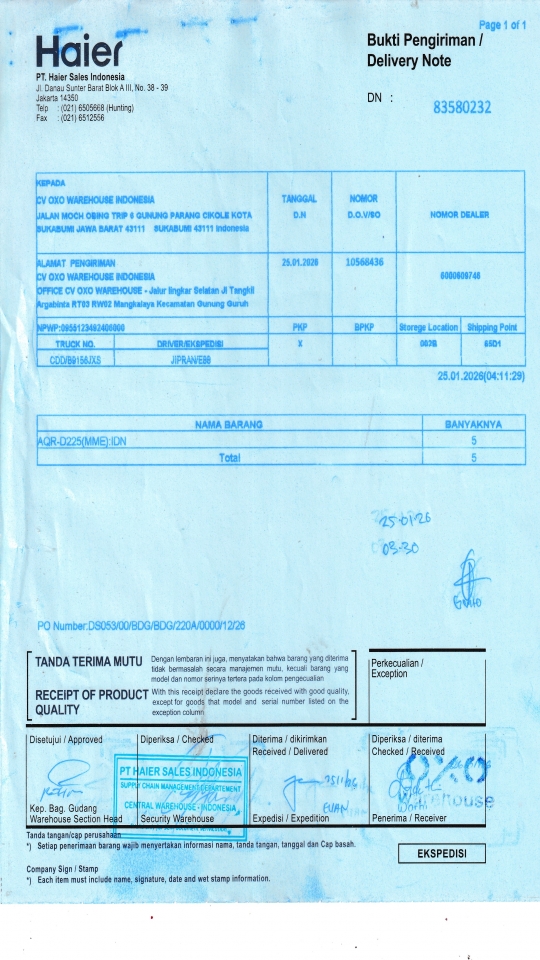 Page 1 of 1
Haier
Bukti Pengiriman /
Delivery Note
PT. Haier Sales Indonesia
Jl. Danau Sunter Barat Blok A III, No. 38 - 39
Jakarta 14350
Telp : (021) 6505668 (Hunting)
Fax : (021) 6512556
DN : 83580232
KEPADA
CV OXO WAREHOUSE INDONESIA
JALAN MOCH OBING TRIP 6 GUNUNG PARANG CIKOLE KOTA
SUKABUMI JAWA BARAT 43111 SUKABUMI 43111 Indonesia
TANGGAL
D.N
NOMOR
D.O.V/SO
NOMOR DEALER
ALAMAT PENGIRIMAN
CV OXO WAREHOUSE INDONESIA
OFFICE CV OXO WAREHOUSE - Jalur lingkar Selatan Jl Tangkil
Argabinta RT03 RW02 Mangkalaya Kecamatan Gunung Guruh
25.01.2026
10568436
6000609746
NPWP:0955123492406000
PKP
BPKP
Storege Location
Shipping Point
TRUCK NO.
DRIVER/EKSPEDISI
X
002B
65D1
CDD/B9156JXS
JIPRAN/EBB
25.01.2026(04:11:29)
NAMA BARANG
BANYAKNYA
AQR-D225(MME):IDN
5
Total
5
25-01-26
03-30
PO Number:DS053/00/BDG/BDG/220A/0000/12/26
TANDA TERIMA MUTU
Dengan lembaran ini juga, menyatakan bahwa barang yang diterima
tidak bermasalah secara manajemen mutu, kecuali barang yang
model dan nomor serinya tertera pada kolom pengecualian
RECEIPT OF PRODUCT
QUALITY
With this receipt declare the goods received with good quality,
except for goods that model and serial number listed on the
exception column
Perkecualian /
Exception
Disetujui / Approved
Diperiksa / Checked
Diterima / dikirimkan
Received / Delivered
Diperiksa / diterima
Checked / Received
PT HAIER SALES INDONESIA
SUPPLY CHAIN MANAGEMENT DEPARTEMENT
CENTRAL WAREHOUSE - INDONESIA
OXO
Warehouse
Kep. Bag. Gudang
Warehouse Section Head
Security Warehouse
Expedisi / Expedition
Penerima / Receiver
Tanda tangan/cap perusahaan
*) Setiap penerimaan barang wajib menyertakan informasi nama, tanda tangan, tanggal dan Cap basah.
EKSPEDISI
Company Sign / Stamp
*) Each item must include name, signature, date and wet stamp information.